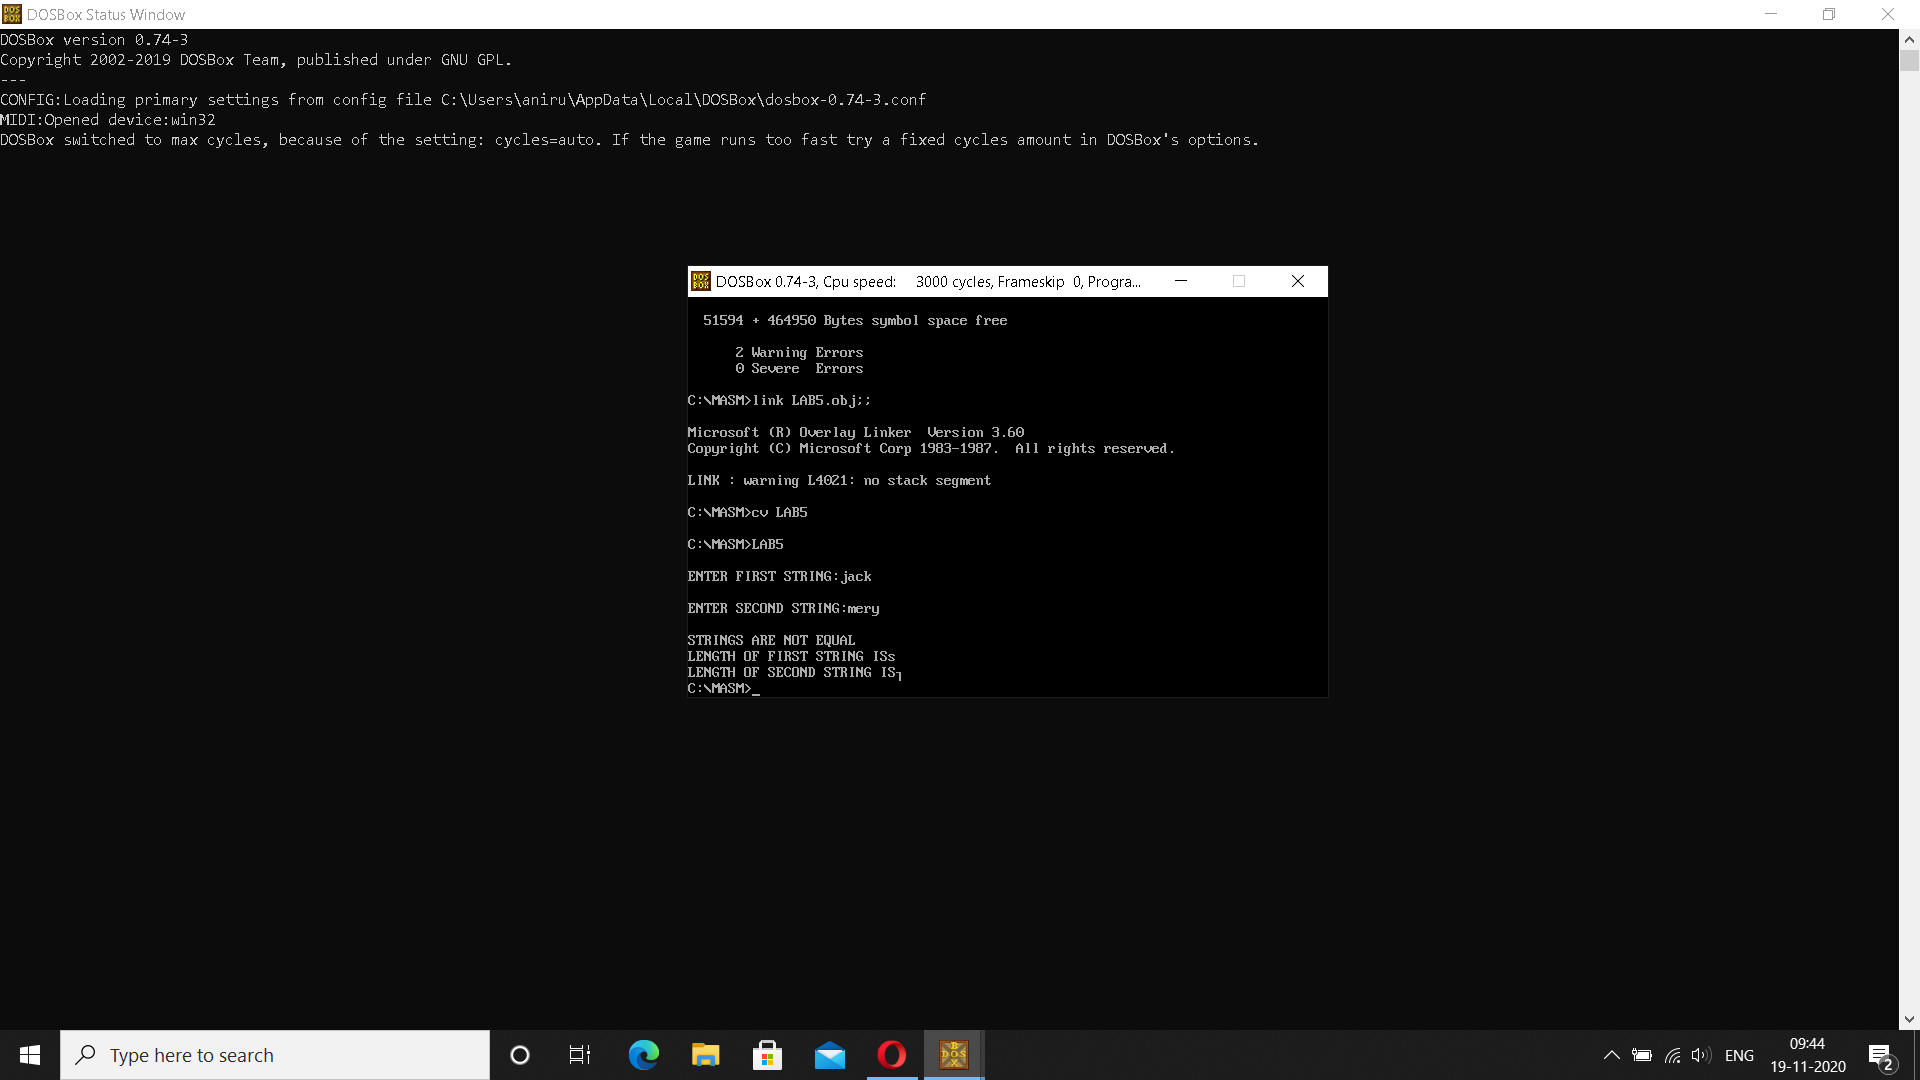 DOSBox Status Window
DOSBox version 0.74-3
Copyright 2002-2019 DOSBox Team, published under GNU GPL.
---
CONFIG:Loading primary settings from config file C:\Users\aniru\AppData\Local\DOSBox\dosbox-0.74-3.conf
MIDI:Opened device:win32
DOSBox switched to max cycles, because of the setting: cycles=auto. If the game runs too fast try a fixed cycles amount in DOSBox's options.
DOSBox 0.74-3, Cpu speed: 3000 cycles, Frameskip 0, Progra...
51594 + 464950 Bytes symbol space free
2 Warning Errors
0 Severe Errors
C:\MASM>link LAB5.obj;;
Microsoft (R) Overlay Linker Version 3.60
Copyright (C) Microsoft Corp 1983-1987. All rights reserved.
LINK : warning L4021: no stack segment
C:\MASM>cv LAB5
C:\MASM>LAB5
ENTER FIRST STRING:jack
ENTER SECOND STRING:mery
STRINGS ARE NOT EQUAL
LENGTH OF FIRST STRING ISs
LENGTH OF SECOND STRING IS┐
C:\MASM>_
Type here to search
ENG
09:44
19-11-2020
2